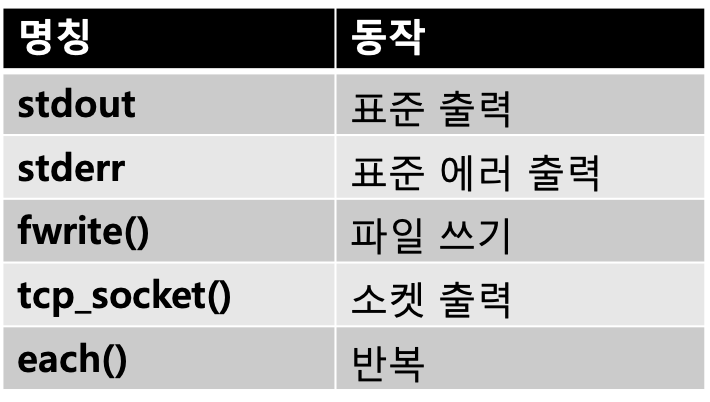 명칭 동작
stdout 표준 출력
stderr 표준 에러 출력
fwrite() 파일 쓰기
tcp_socket() 소켓 출력
each() 반복